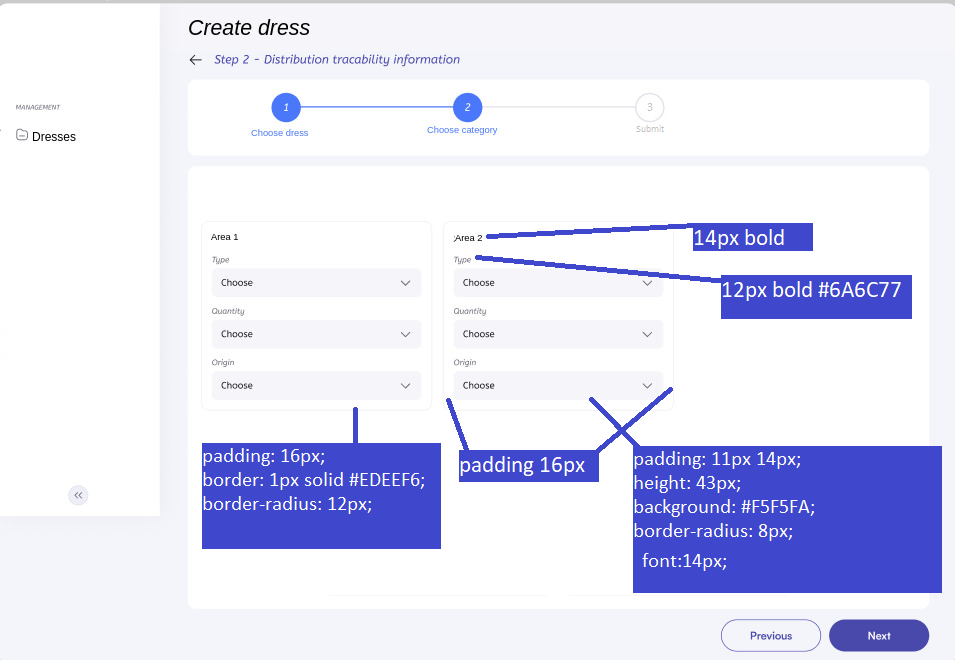 Create dress
Step 2 - Distribution tracability information
MANAGEMENT
Dresses
1
2
3
Choose dress
Choose category
Submit
Area 1
Type
Choose
Quantity
Choose
Origin
Choose
;Area 2
Type
Choose
Quantity
Choose
Origin
Choose
14px bold
12px bold #6A6C77
padding: 16px;
border: 1px solid #EDEEF6;
border-radius: 12px;
padding 16px
padding: 11px 14px;
height: 43px;
background: #F5F5FA;
border-radius: 8px;
font:14px;
Previous
Next